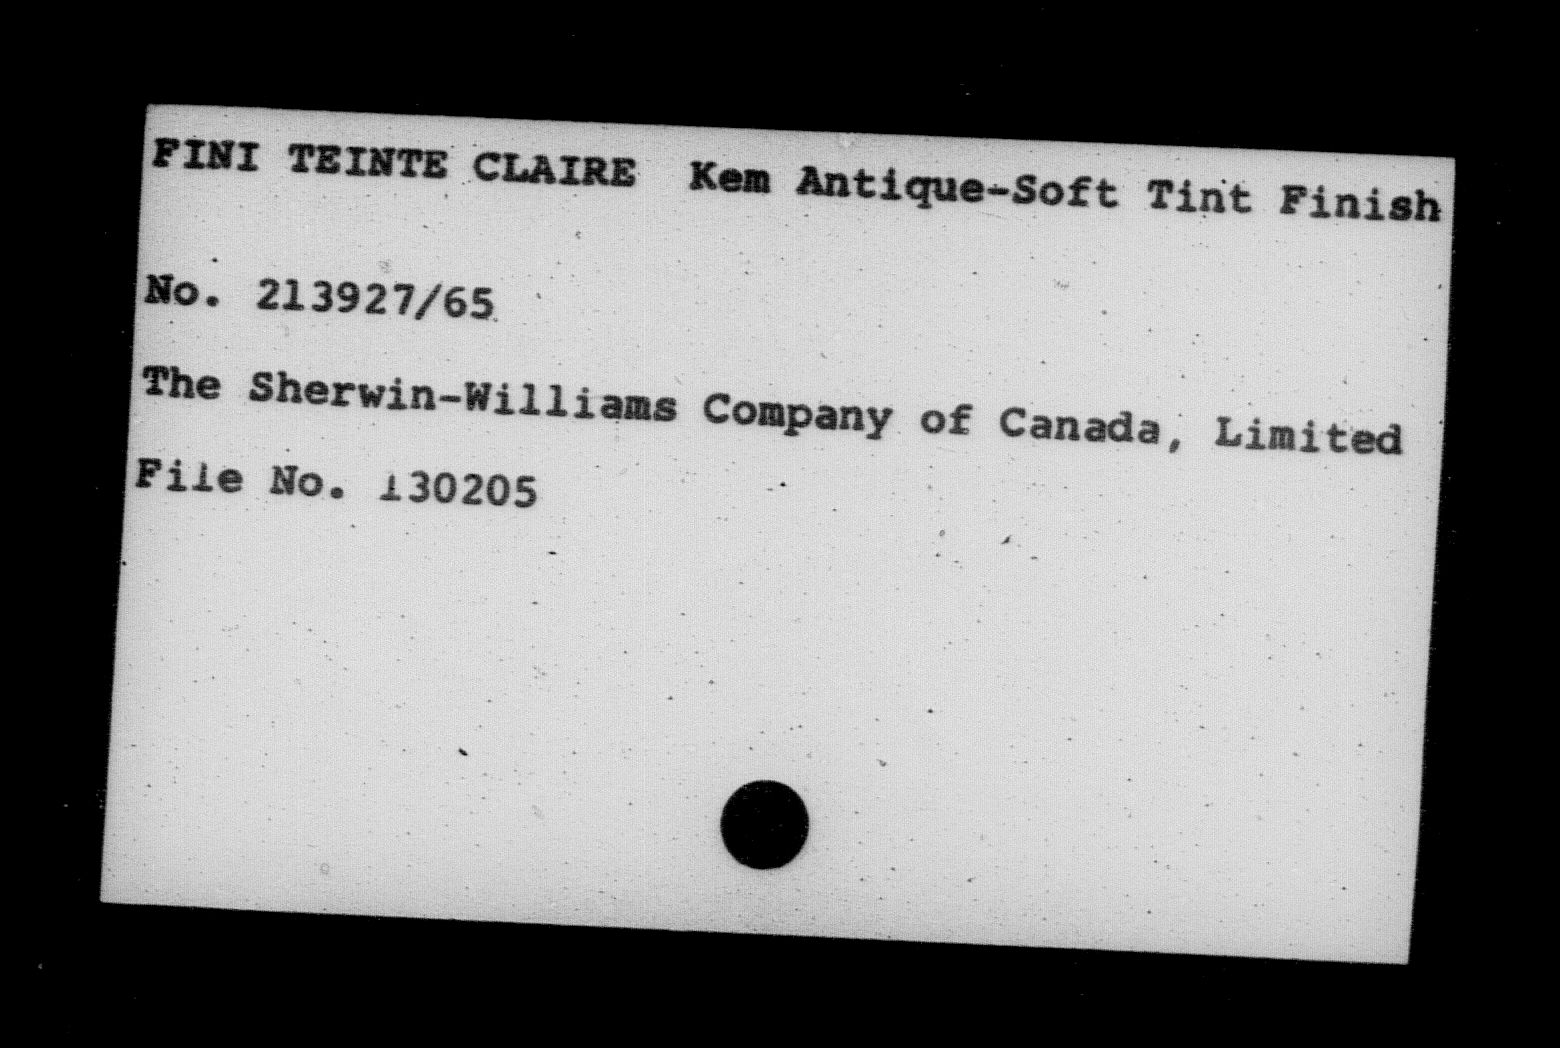 FINI TEINTE CLAIRE Kem Antique-Soft Tint Finish
No. 213927/65
The Sherwin-Williams Company of Canada, Limited
File No. 130205